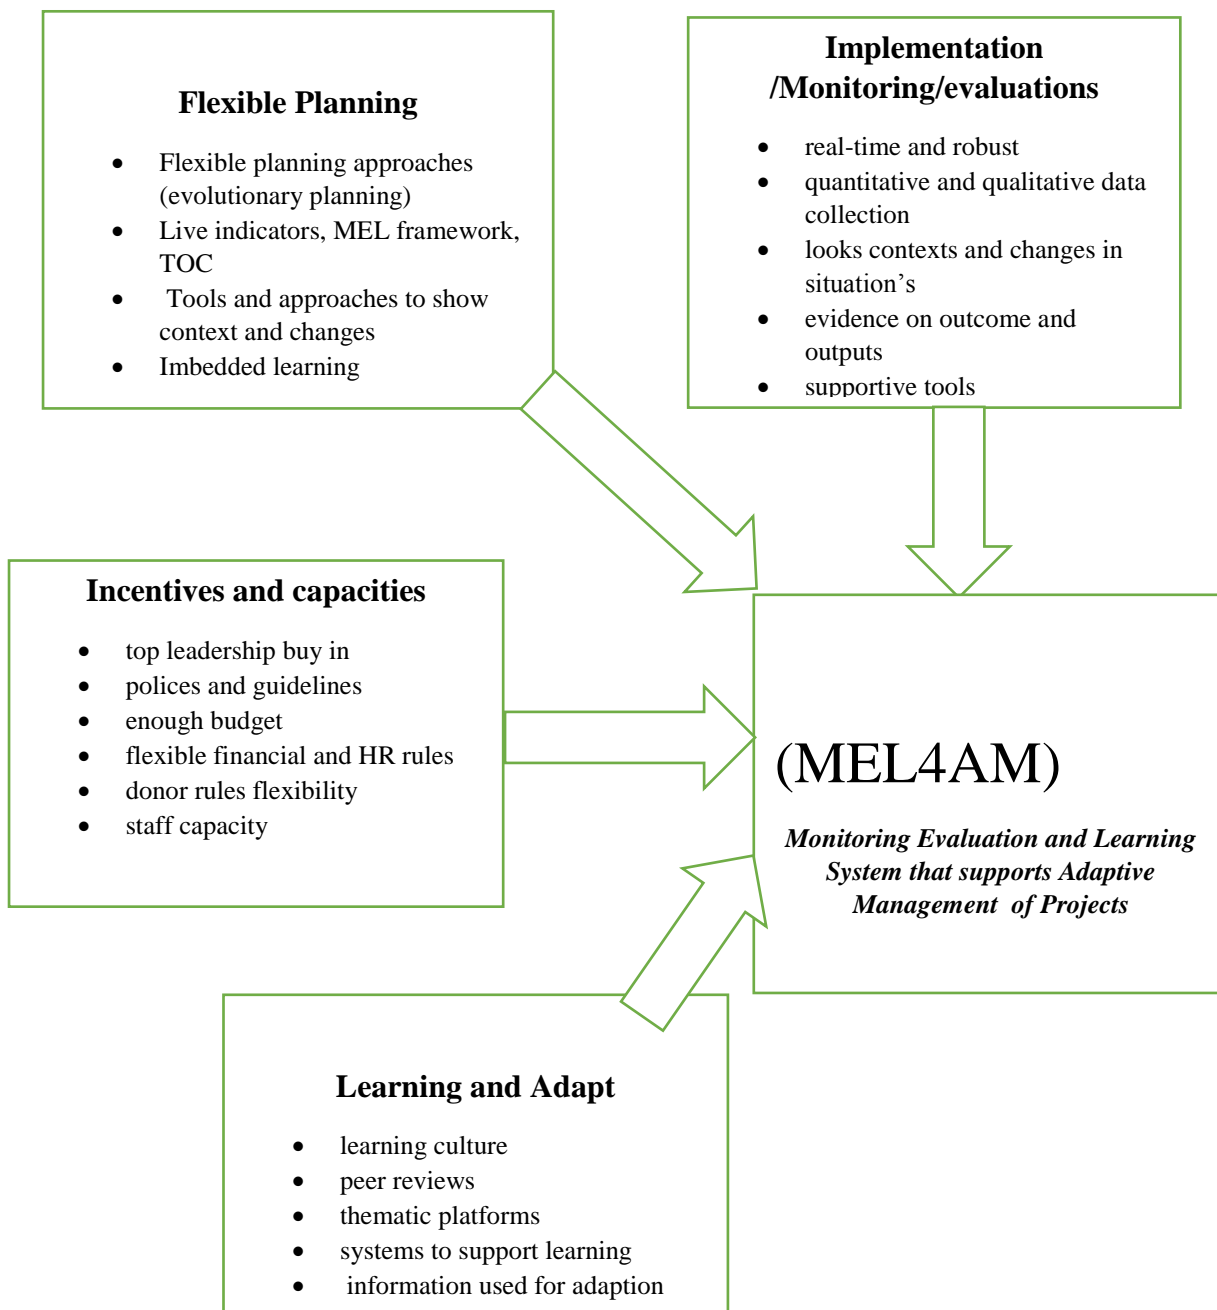 Flexible Planning
• Flexible planning approaches
(evolutionary planning)
• Live indicators, MEL framework,
TOC
• Tools and approaches to show
context and changes
• Imbedded learning
Implementation
/Monitoring/evaluations
• real-time and robust
• quantitative and qualitative data
collection
• looks contexts and changes in
situation’s
• evidence on outcome and
outputs
• supportive tools
Incentives and capacities
• top leadership buy in
• polices and guidelines
• enough budget
• flexible financial and HR rules
• donor rules flexibility
• staff capacity
(MEL4AM)
Monitoring Evaluation and Learning
System that supports Adaptive
Management of Projects
Learning and Adapt
• learning culture
• peer reviews
• thematic platforms
• systems to support learning
• information used for adaption